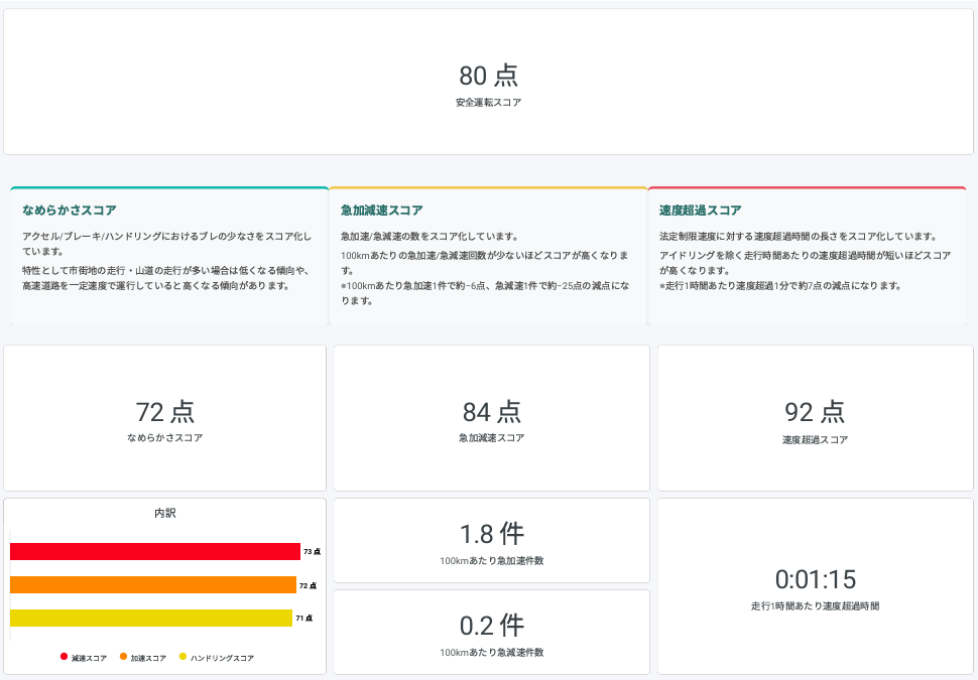 80 点
安全運転スコア
なめらかさスコア
アクセル/ブレーキ/ハンドリングにおけるブレの少なさをスコア化し
ています。
特性として市街地の走行・山道の走行が多い場合は低くなる傾向や、
高速道路を一定速度で運行していると高くなる傾向があります。
急加減速スコア
急加速/急減速の数をスコア化しています。
100kmあたりの急加速/急減速回数が少ないほどスコアが高くなりま
す。
*100kmあたり急加速1件で約-6点、急減速1件で約-25点の減点にな
ります。
速度超過スコア
法定制限速度に対する速度超過時間の長さをスコア化しています。
アイドリングを除く走行時間あたりの速度超過時間が短いほどスコア
が高くなります。
*走行1時間あたり速度超過1分で約7点の減点になります。
72 点
なめらかさスコア
84 点
急加減速スコア
92 点
速度超過スコア
内訳
73 点
72 点
71 点
減速スコア 加速スコア ハンドリングスコア
1.8 件
100kmあたり急加速件数
0.2 件
100kmあたり急減速件数
0:01:15
走行1時間あたり速度超過時間